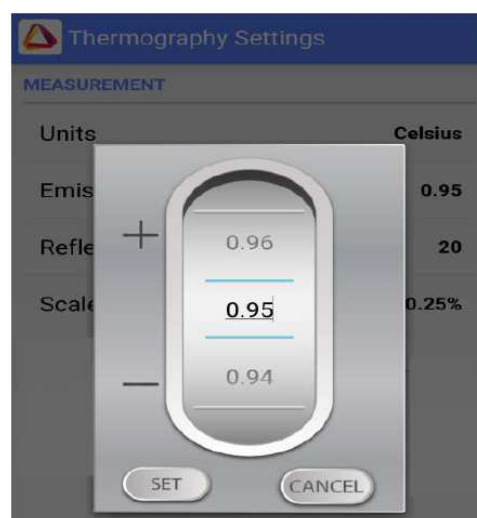 Thermography Settings
MEASUREMENT
Units Celsius
Emis 0.95
Refle 20
Scale 0.25%
+ 0.96
0.95
— 0.94
SET CANCEL